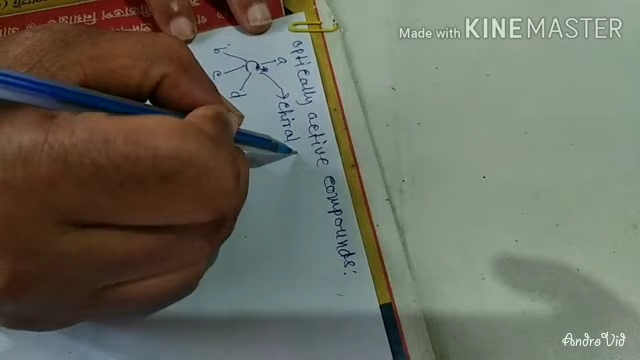 Made with KINEMASTER
optically active compounds:
a
b
C*
c
d
chiral
AndroVid